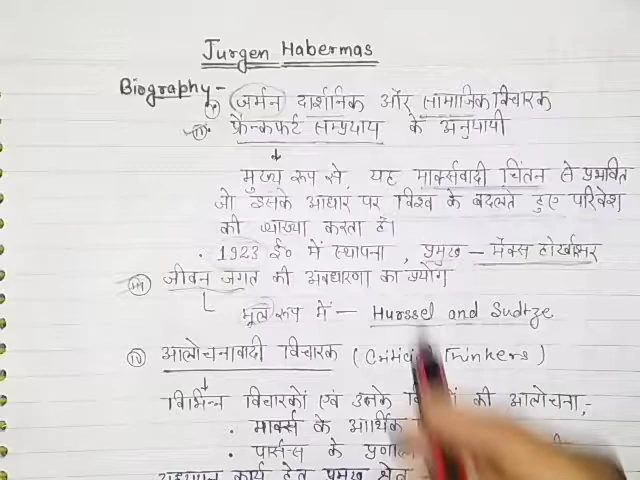 Jurgen Habermas
Biography -
(i) जर्मन दार्शनिक और सामाजिक विचारक
(ii) फ्रैन्कफर्ट सम्प्रदाय के अनुयायी
मुख्य रूप से, यह मार्क्सवादी चिंतन से प्रभवित
जो इसके आधार पर विश्व के बदलते हुए परिवेश
की व्याख्या करता है।
. 1923 ई० में स्थापना , प्रमुख - मैक्स होर्खाइमर
(iii) जीवन जगत की अवधारणा का प्रयोग
मूल रूप में - Hurssel and Sudtze
(iv) आलोचनावादी विचारक ( Thinkers )
विभिन्न विचारकों एवं उनके की आलोचना,-
. मार्क्स के आर्थिक
. पार्सन्स के
कार्य हेतु प्रमुख क्षेत्र